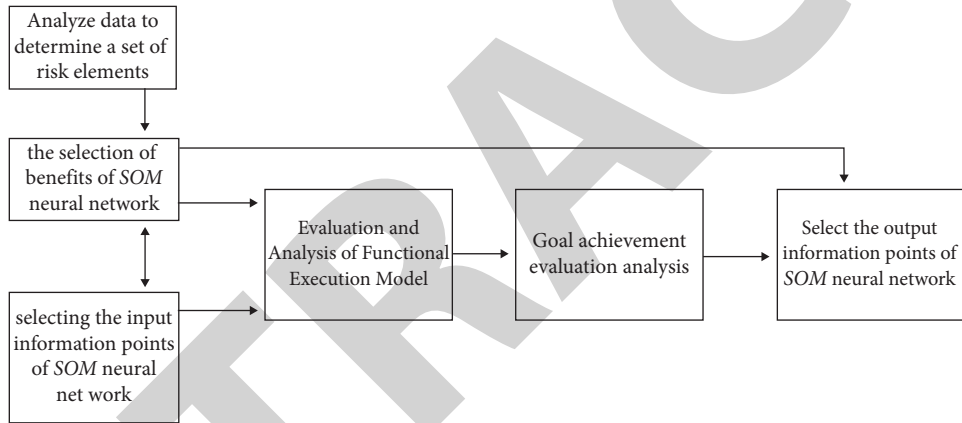 Analyze data to
determine a set of
risk elements
the selection of
benefits of SOM
neural network
selecting the input
information points
of SOM neural
net work
Evaluation and
Analysis of Functional
Execution Model
Goal achievement
evaluation analysis
Select the output
information points of
SOM neural network
TRAC